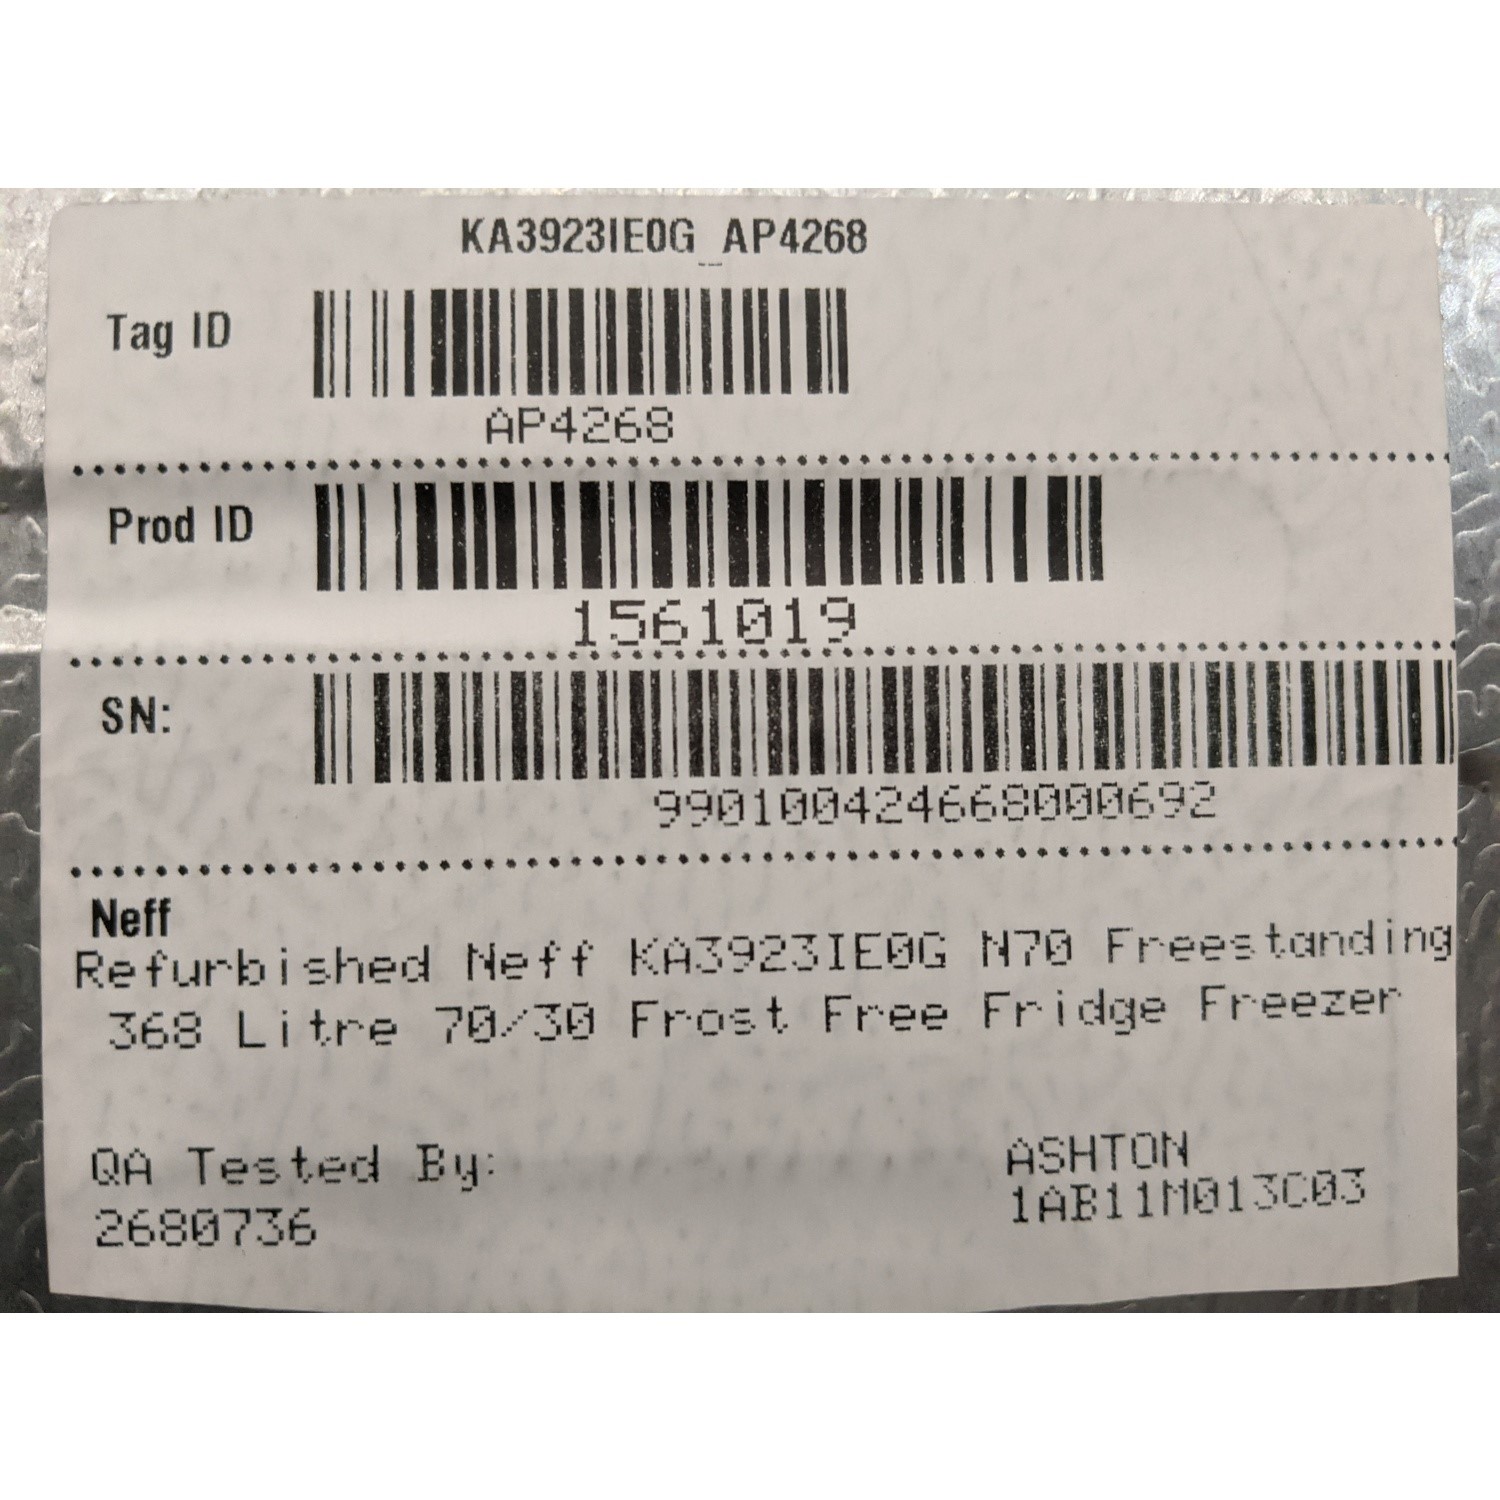 KA3923IE0G_AP4268
Tag ID
AP4268
Prod ID
1561019
SN:
990100424668000692
Neff
Refurbished Neff KA3923IE0G N70 Freestanding
368 Litre 70/30 Frost Free Fridge Freezer
QA Tested By:
2680736
ASHTON
1AB11M013C03